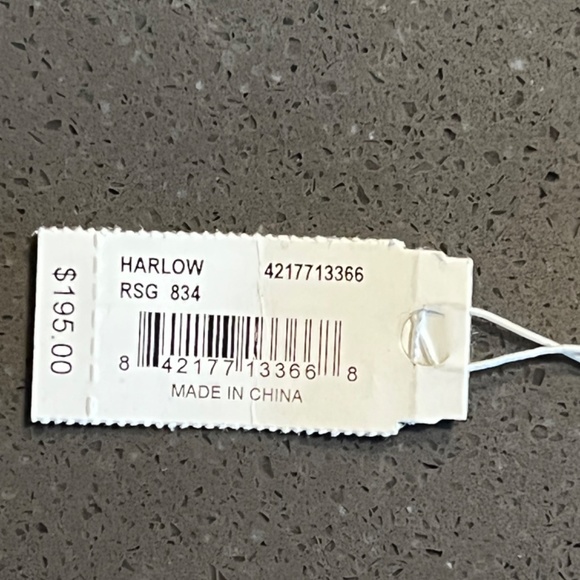 HARLOW 4217713366
RSG 834
8 42177 13366 8
MADE IN CHINA
$195.00